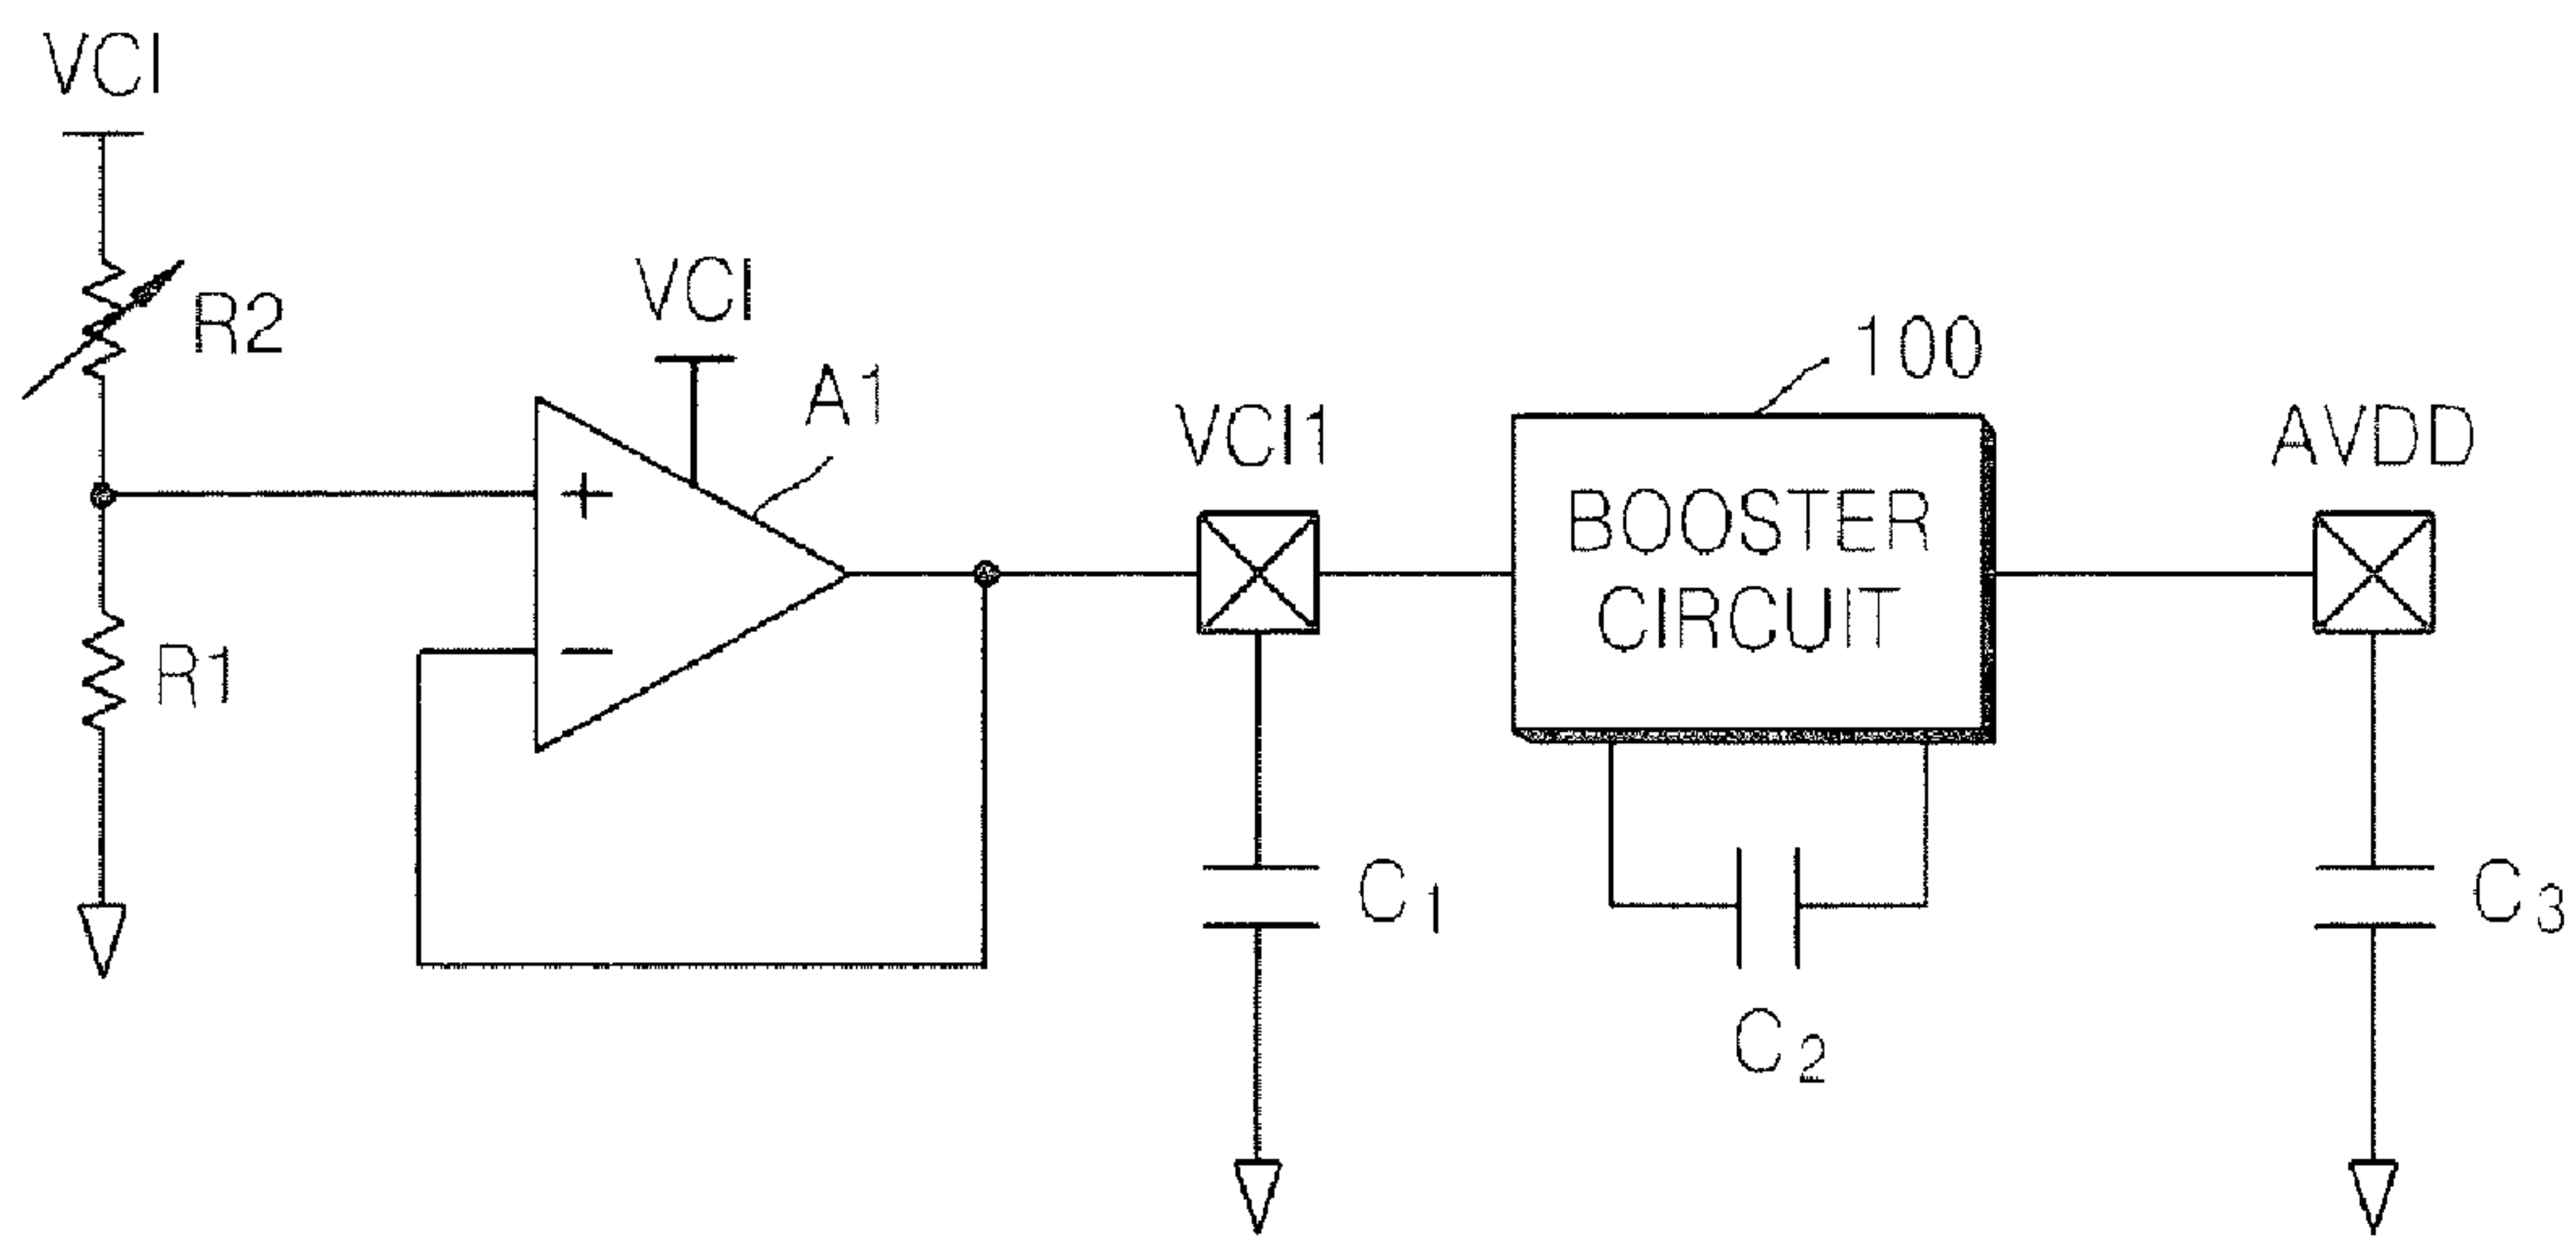 VCI
R2
R1
VCI
A1
+
−
VCI1
C1
100
BOOSTER
CIRCUIT
C2
AVDD
C3